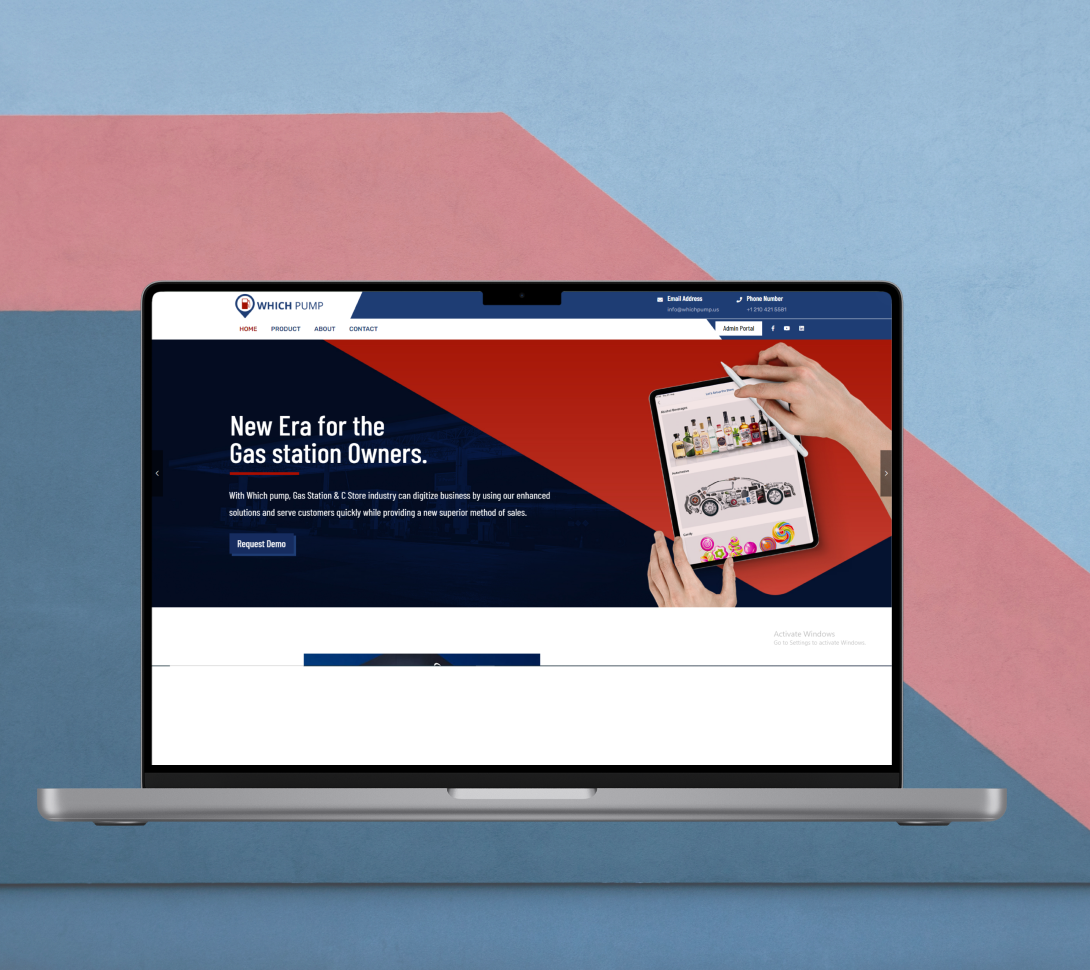 WHICH PUMP
Email Address
info@whichpump.us
Phone Number
+1 210 421 5581
HOME PRODUCT ABOUT CONTACT
Admin Portal
New Era for the
Gas station Owners.
With Which pump, Gas Station & C Store industry can digitize business by using our enhanced
solutions and serve customers quickly while providing a new superior method of sales.
Request Demo
Activate Windows
Go to Settings to activate Windows.